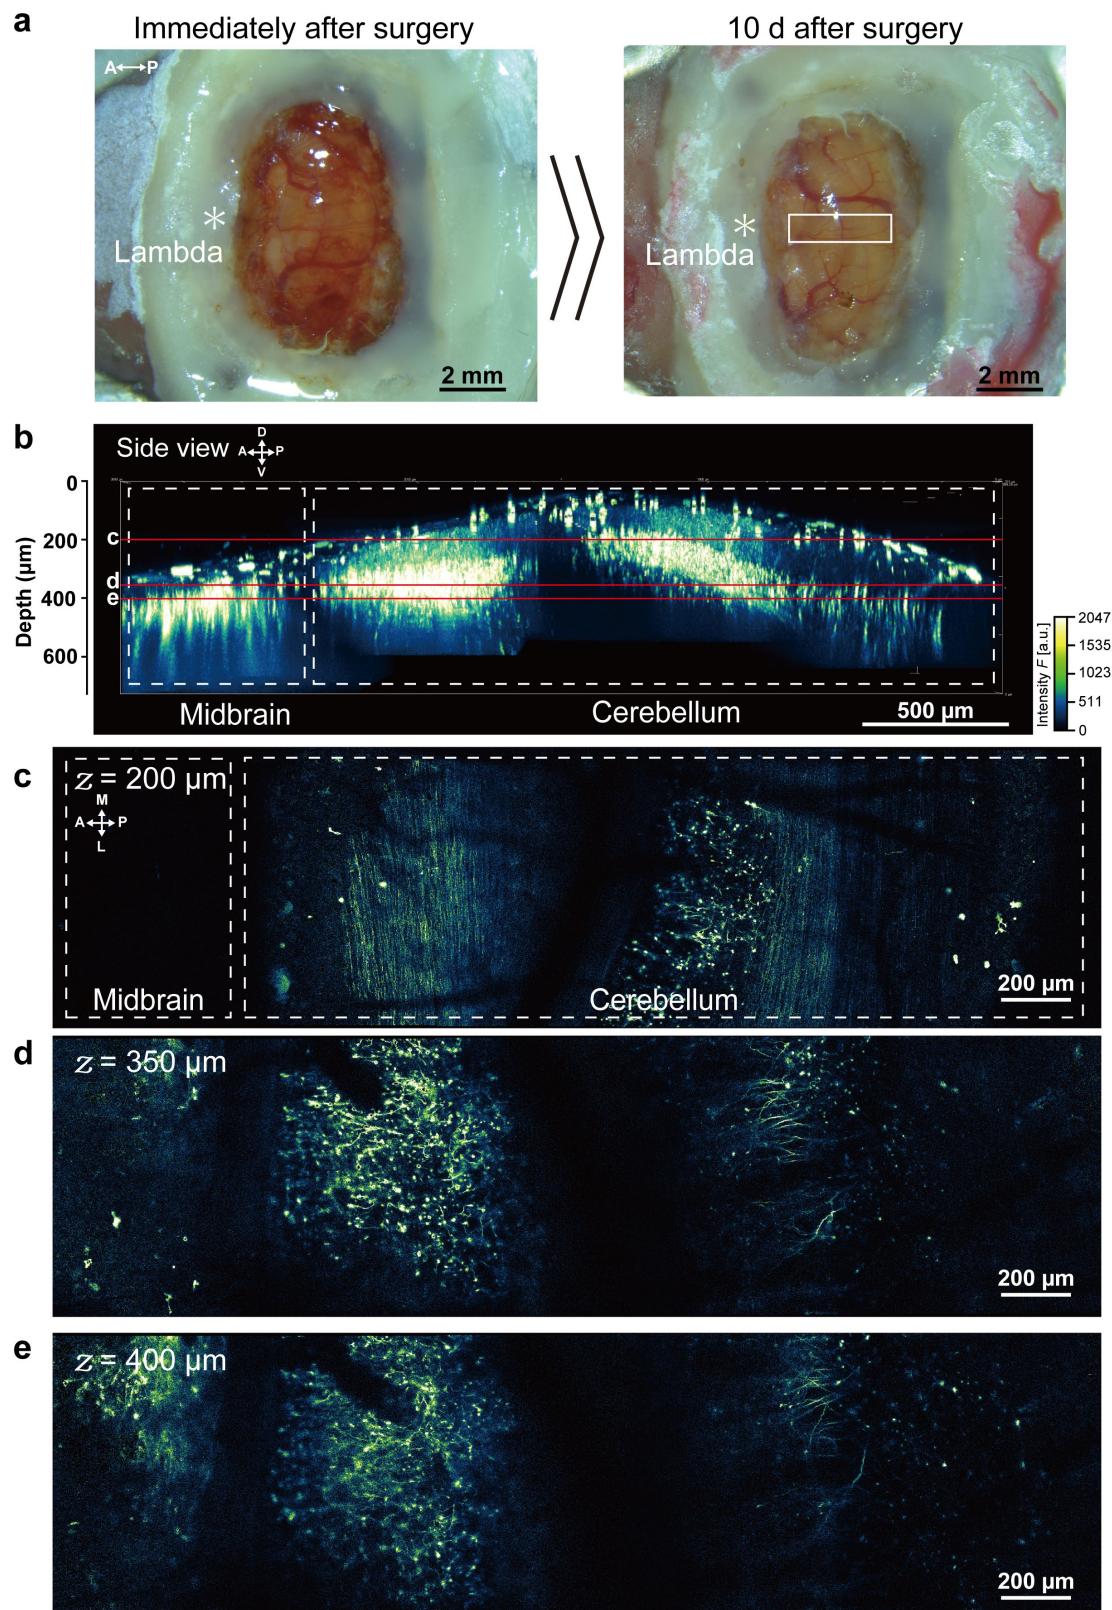 a
Immediately after surgery
10 d after surgery
A P
Lambda
2 mm
Lambda
2 mm
b
Side view
D
A P
V
0
200
400
600
Depth (µm)
c
d
e
Midbrain
Cerebellum
500 µm
Intensity F [a.u.]
2047
1535
1023
511
0
c
z = 200 µm
M
A P
L
Midbrain
Cerebellum
200 µm
d
z = 350 µm
200 µm
e
z = 400 µm
200 µm